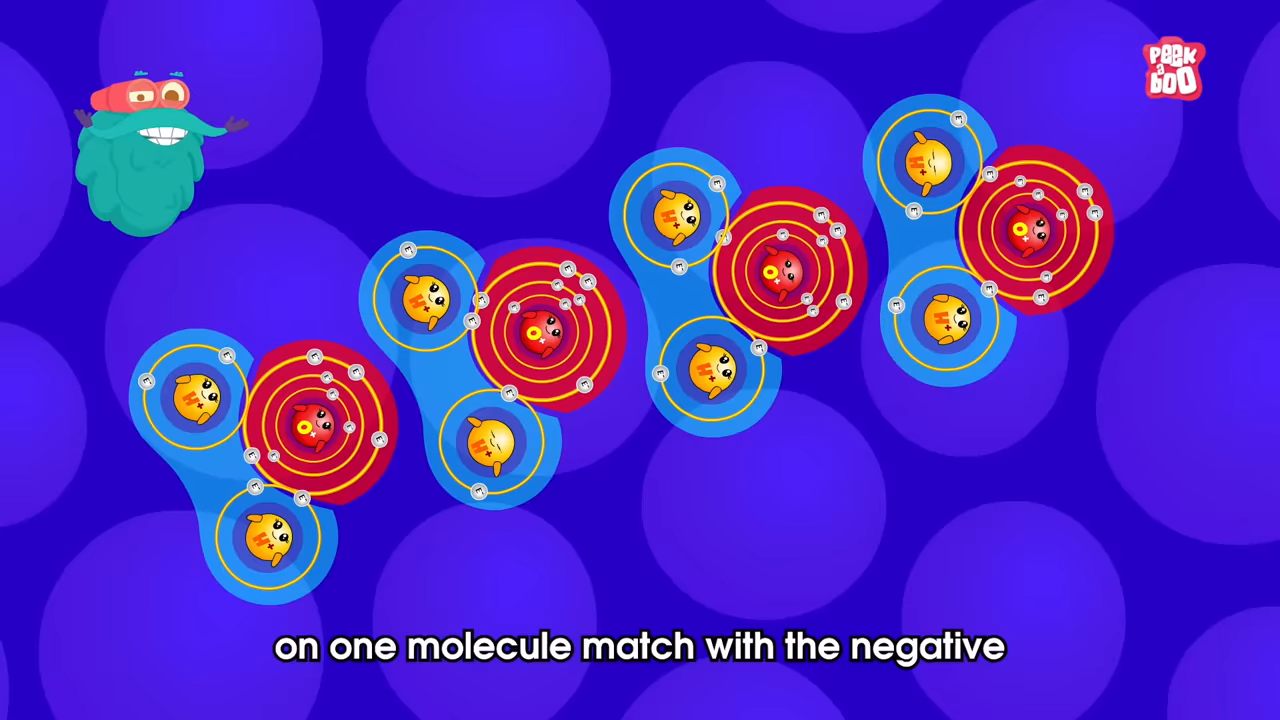 Peek
a
boo
on one molecule match with the negative